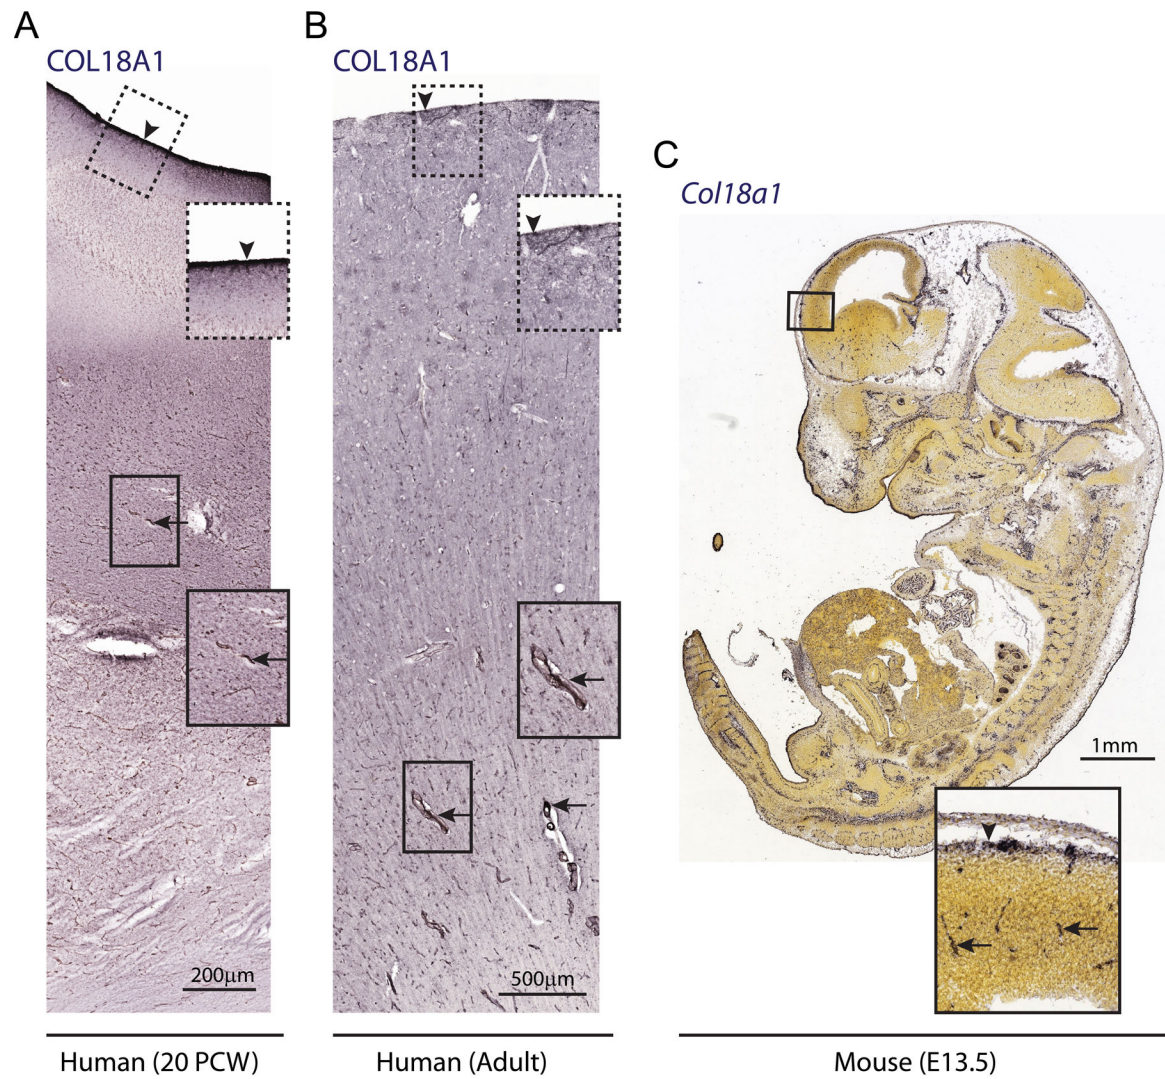 A
COL18A1
200µm
Human (20 PCW)
B
COL18A1
500µm
Human (Adult)
C
Col18a1
1mm
Mouse (E13.5)